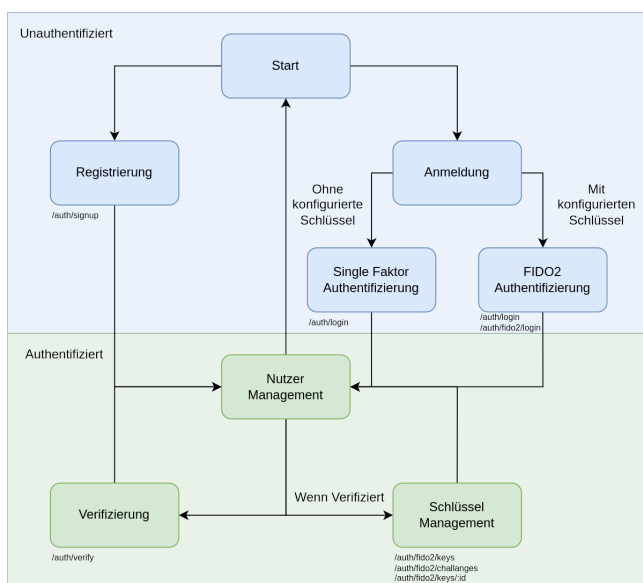 Unauthentifiziert
Start
Registrierung
/auth/signup
Anmeldung
Ohne
konfigurierte
Schlüssel
Mit
konfigurierten
Schlüssel
Single Faktor
Authentifizierung
/auth/login
FIDO2
Authentifizierung
/auth/login
/auth/fido2/login
Authentifiziert
Nutzer
Management
Wenn Verifiziert
Verifizierung
/auth/verify
Schlüssel
Management
/auth/fido2/keys
/auth/fido2/challanges
/auth/fido2/keys/:id